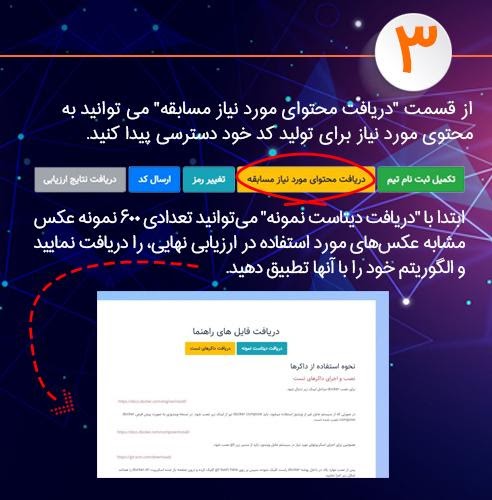 ۳
از قسمت "دریافت محتوای مورد نیاز مسابقه" می توانید به
محتوی مورد نیاز برای تولید کد خود دسترسی پیدا کنید.
تکمیل ثبت نام تیم دریافت محتوای مورد نیاز مسابقه تغییر رمز ارسال کد دریافت نتایج ارزیابی
ابتدا با "دریافت دیتاست نمونه" می‌توانید تعدادی ۶۰۰ نمونه عکس
مشابه عکس‌های مورد استفاده در ارزیابی نهایی، را دریافت نمایید
و الگوریتم خود را با آنها تطبیق دهید.
دریافت فایل های راهنما
دریافت دیتاست نمونه دریافت داکرهای تست
نحوه استفاده از داکرها
نصب و اجرای داکرهای تست